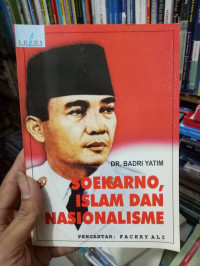 Logos
DR. BADRI YATIM
SOEKARNO,
ISLAM DAN
NASIONALISME
PENGANTAR: FACHRY ALI